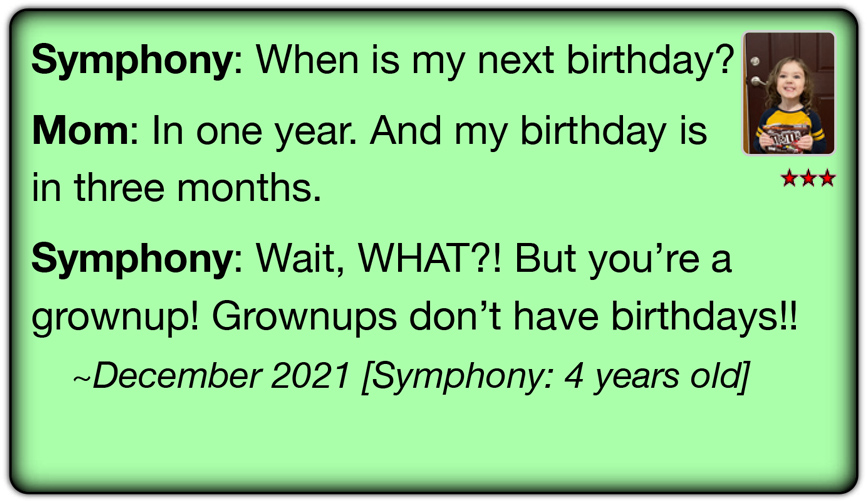 Symphony: When is my next birthday?
Mom: In one year. And my birthday is
in three months.
Symphony: Wait, WHAT?! But you’re a
grownup! Grownups don’t have birthdays!!
~December 2021 [Symphony: 4 years old]